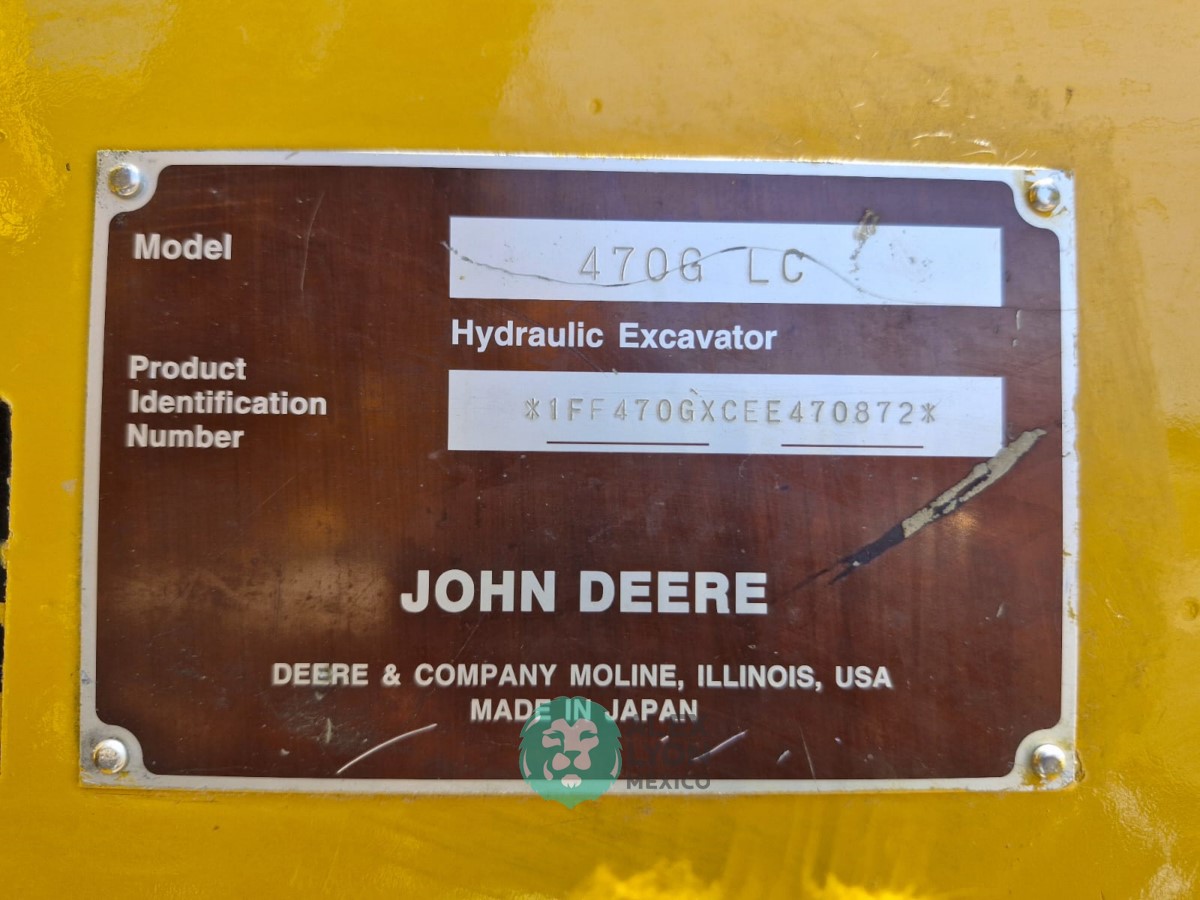 Model
470G LC
Hydraulic Excavator
Product
Identification
Number
*1FF470GXCEE470872*
JOHN DEERE
DEERE & COMPANY MOLINE, ILLINOIS, USA
MADE IN JAPAN
MEXICO